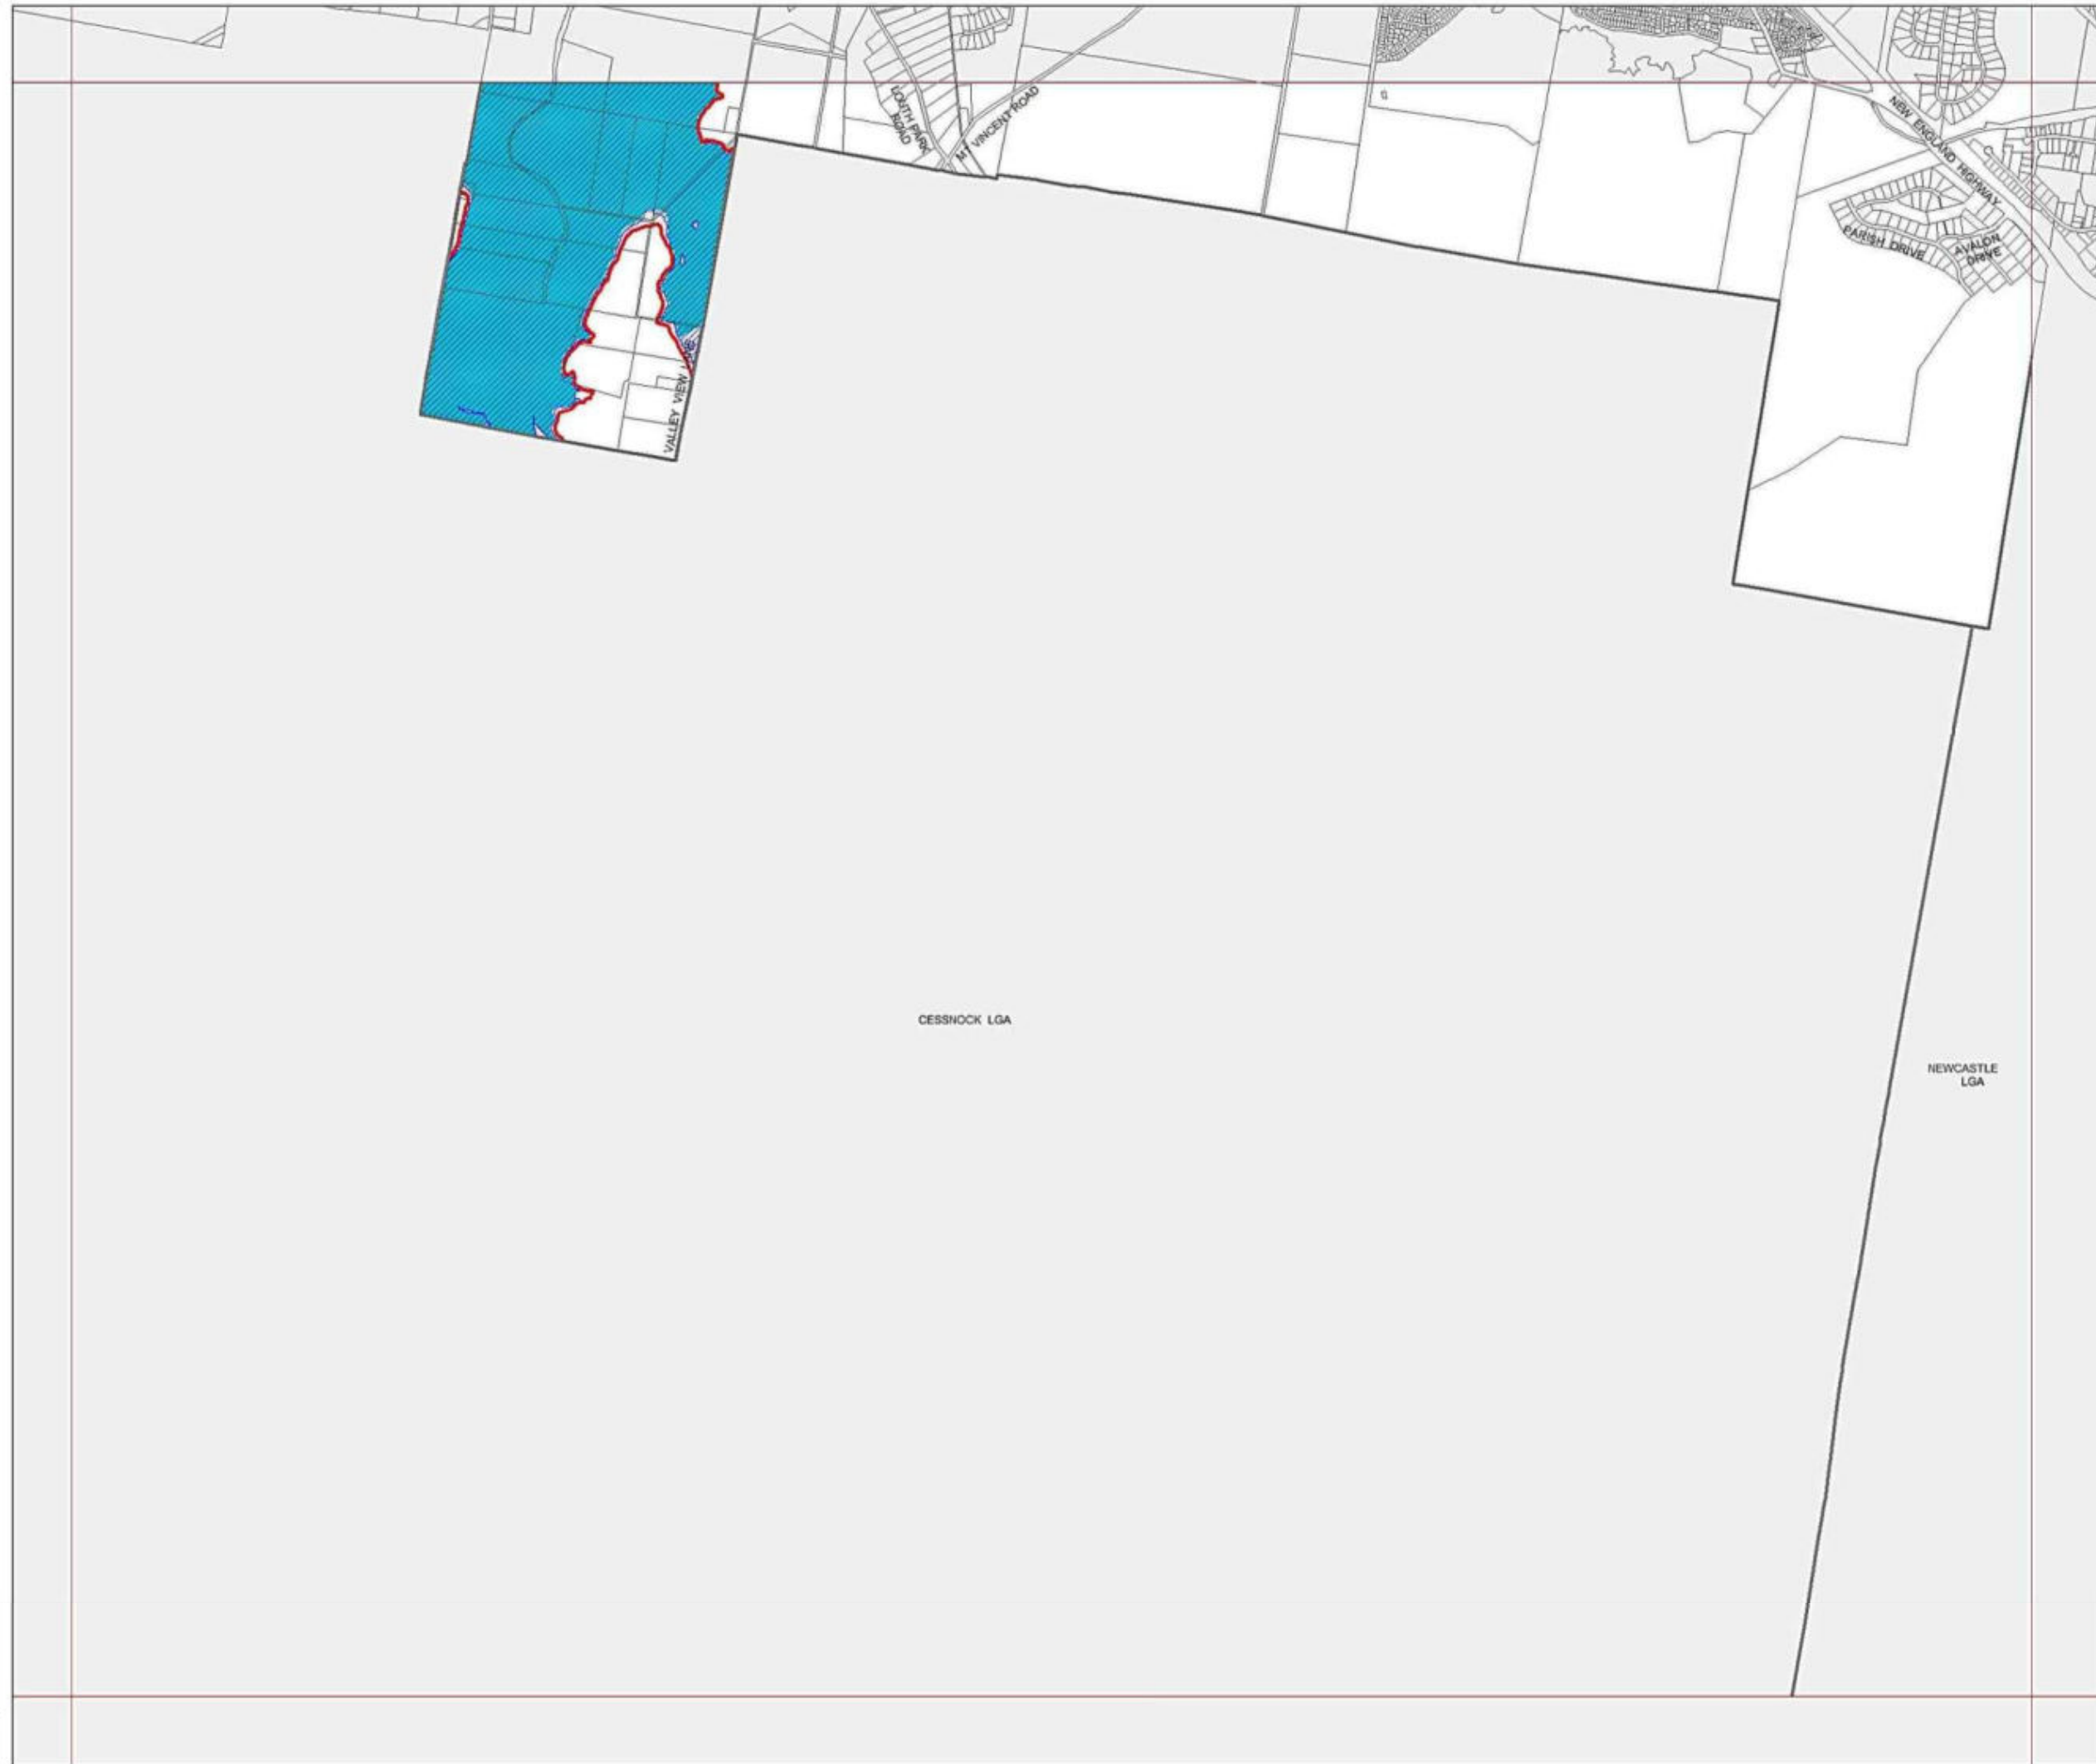 LOUTH PARK
ROAD
MT VINCENT ROAD
NEW ENGLAND HIGHWAY
PARISH DRIVE
AVALON
DRIVE
VALLEY VIEW
CESSNOCK LGA
NEWCASTLE
LGA